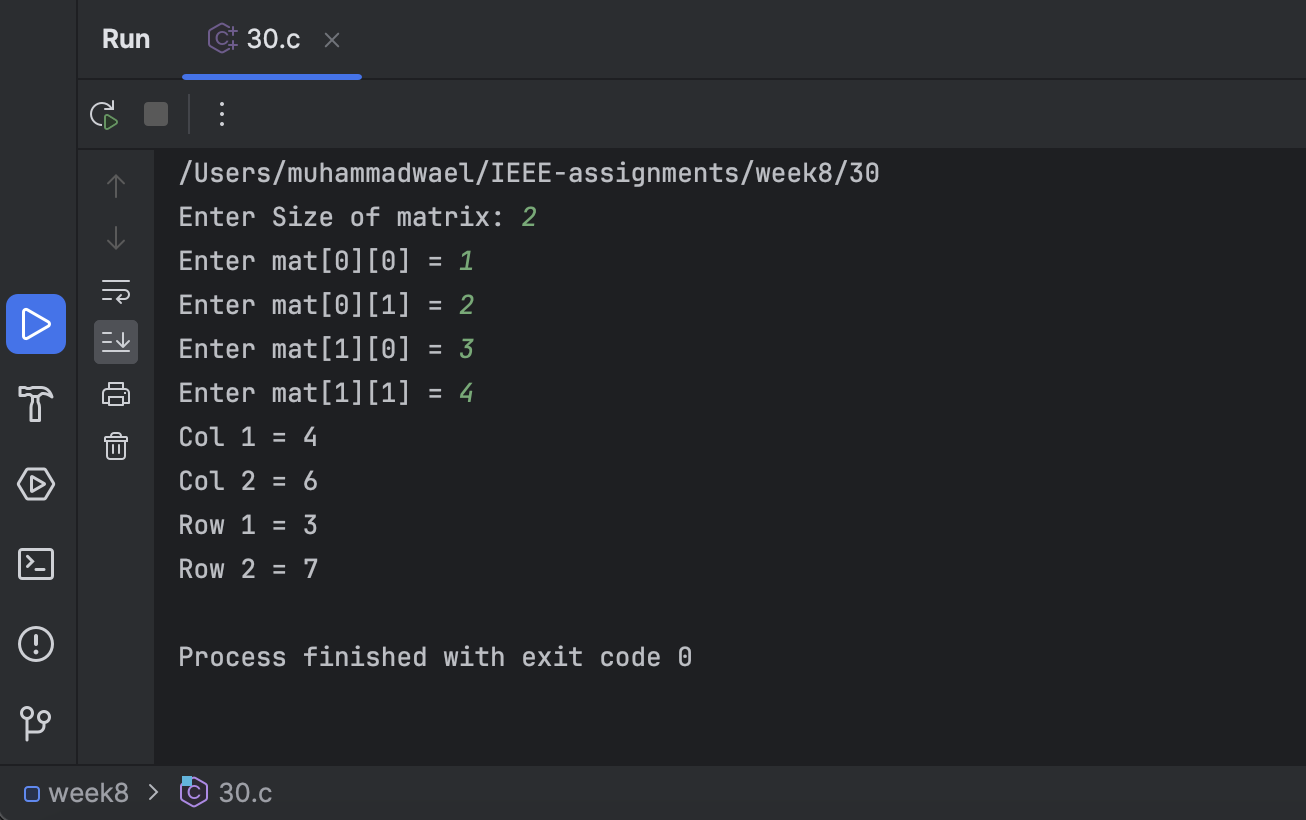 Run 30.c
/Users/muhammadwael/IEEE-assignments/week8/30
Enter Size of matrix: 2
Enter mat[0][0] = 1
Enter mat[0][1] = 2
Enter mat[1][0] = 3
Enter mat[1][1] = 4
Col 1 = 4
Col 2 = 6
Row 1 = 3
Row 2 = 7
Process finished with exit code 0
week8 > 30.c